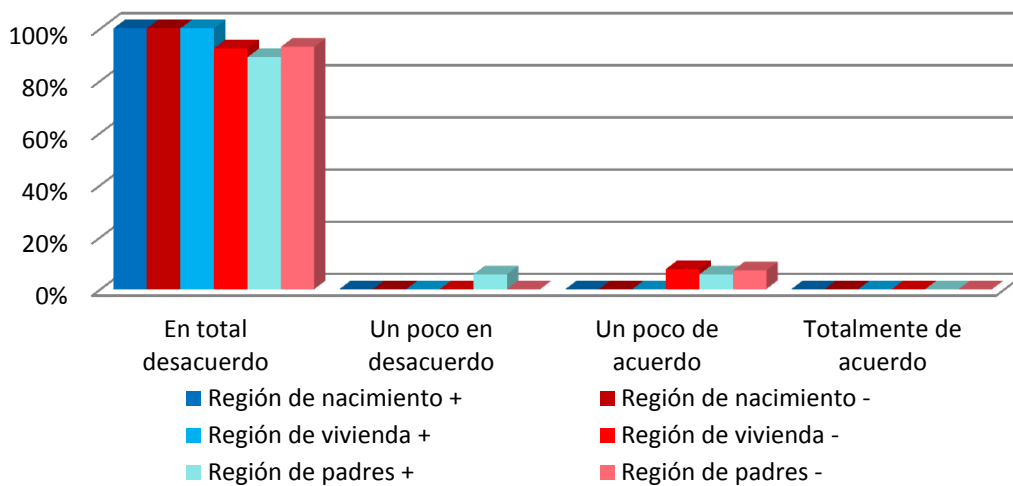 100%
80%
60%
40%
20%
0%
En total desacuerdo
Un poco en desacuerdo
Un poco de acuerdo
Totalmente de acuerdo
Región de nacimiento +
Región de nacimiento -
Región de vivienda +
Región de vivienda -
Región de padres +
Región de padres -